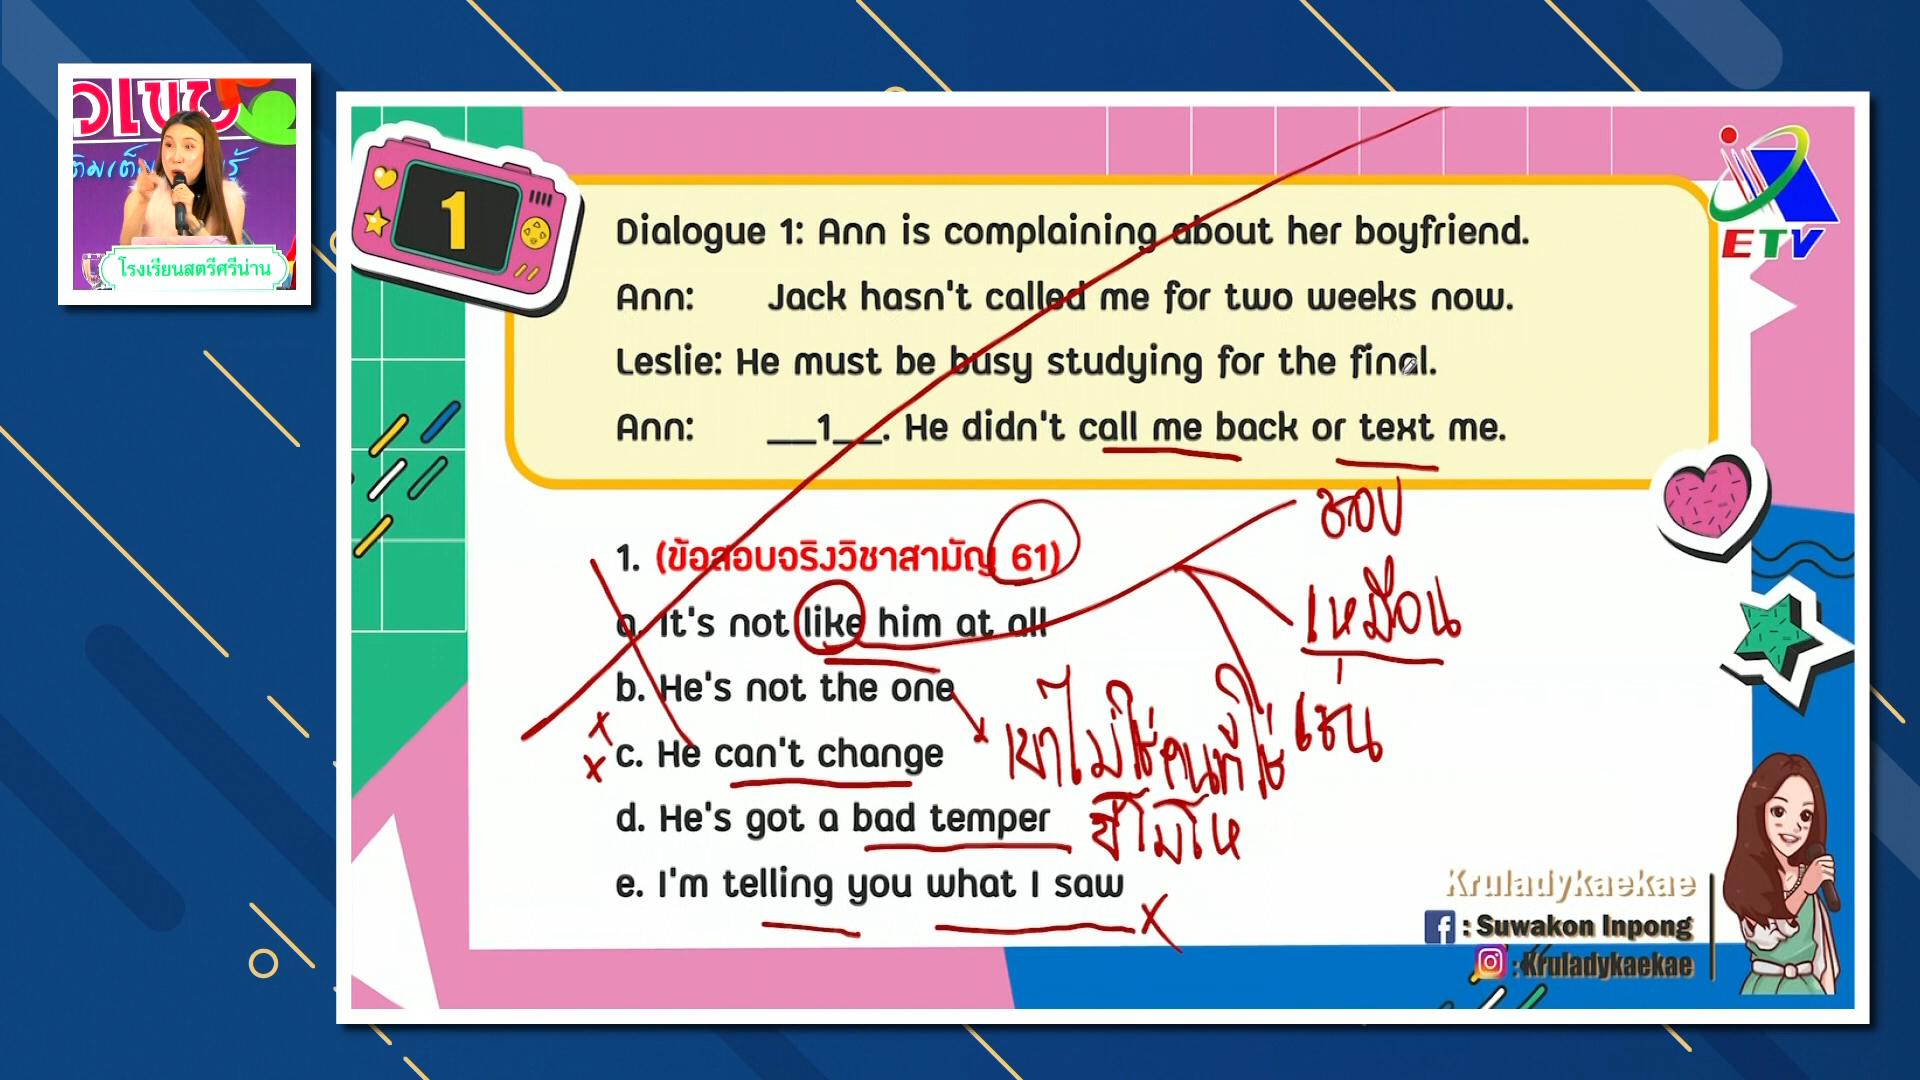 โรงเรียนสตรีศรีน่าน
1
ETV
Dialogue 1: Ann is complaining about her boyfriend.
Ann: Jack hasn't called me for two weeks now.
Leslie: He must be busy studying for the final.
Ann: __1__. He didn't call me back or text me.
1. (ข้อสอบจริงวิชาสามัญ 61)
a. It's not like him at all
b. He's not the one
c. He can't change
d. He's got a bad temper
e. I'm telling you what I saw
ชอบ
เหมือน
เช่น
เขาไม่ใช่คนที่ใช่
ขี้โมโห
Kruladykaekae
: Suwakon Inpong
: Kruladykaekae